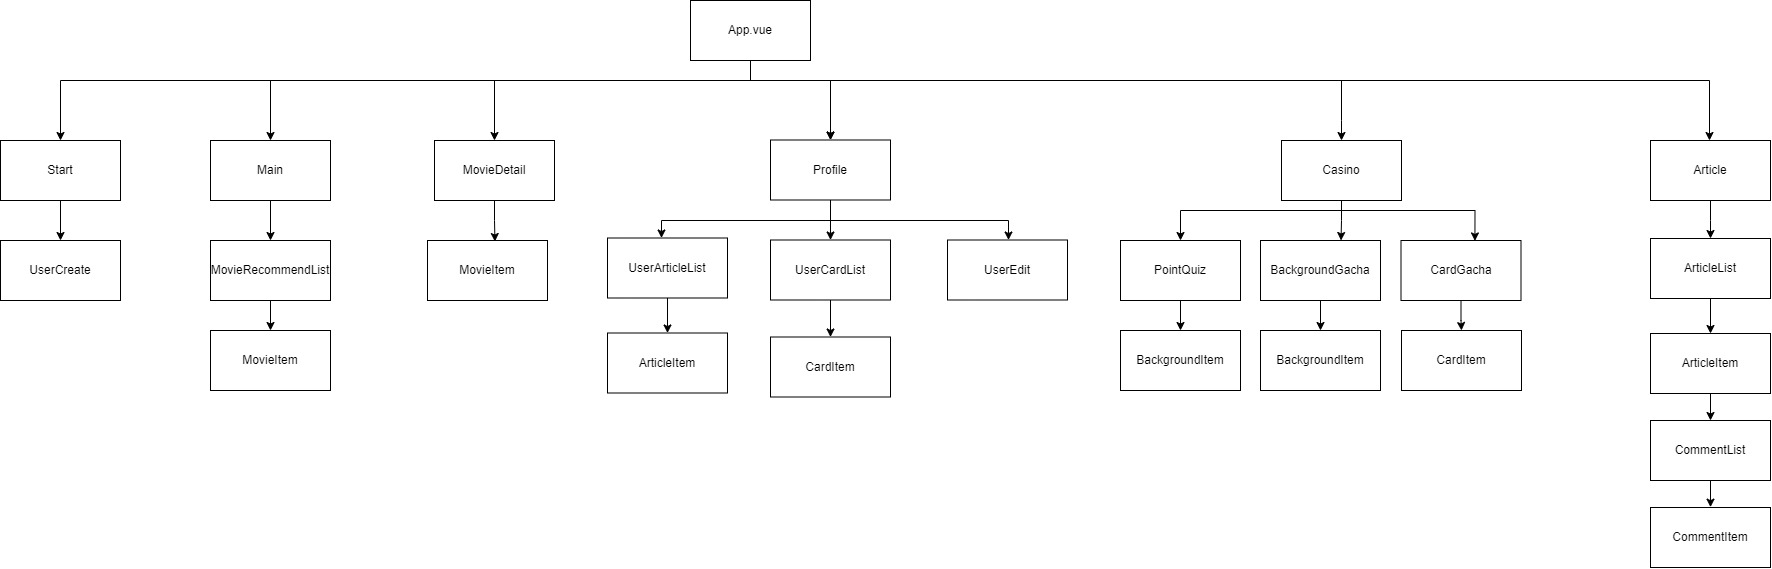 App.vue
Start
Main
MovieDetail
Profile
Casino
Article
UserCreate
MovieRecommendList
MovieItem
UserArticleList
UserCardList
UserEdit
PointQuiz
BackgroundGacha
CardGacha
ArticleList
MovieItem
ArticleItem
CardItem
BackgroundItem
BackgroundItem
CardItem
ArticleItem
CommentList
CommentItem